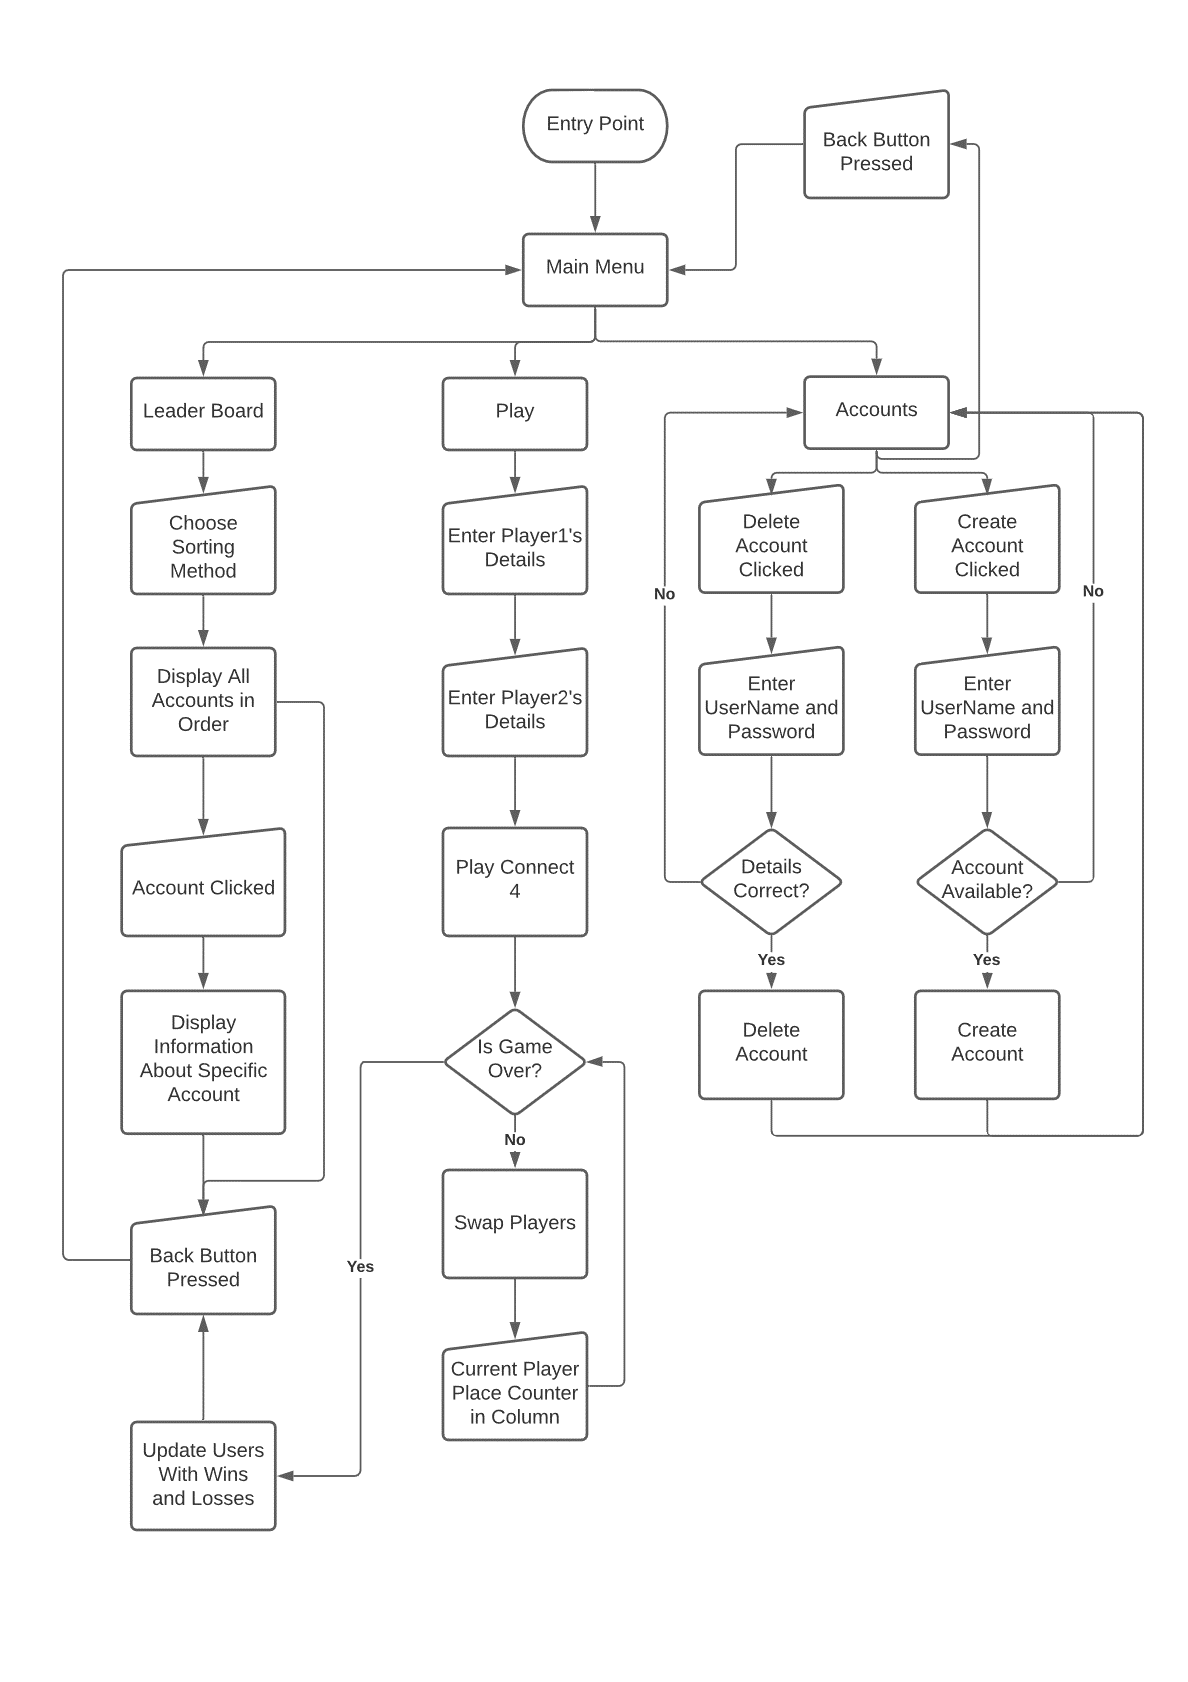 Entry Point
Back Button
Pressed
Main Menu
Leader Board
Play
Accounts
Choose
Sorting
Method
Enter Player1's
Details
Delete
Account
Clicked
Create
Account
Clicked
No
No
Display All
Accounts in
Order
Enter Player2's
Details
Enter
UserName and
Password
Enter
UserName and
Password
Account Clicked
Play Connect
4
Details
Correct?
Account
Available?
Yes
Yes
Display
Information
About Specific
Account
Is Game
Over?
Delete
Account
Create
Account
No
Swap Players
Back Button
Pressed
Yes
Current Player
Place Counter
in Column
Update Users
With Wins
and Losses